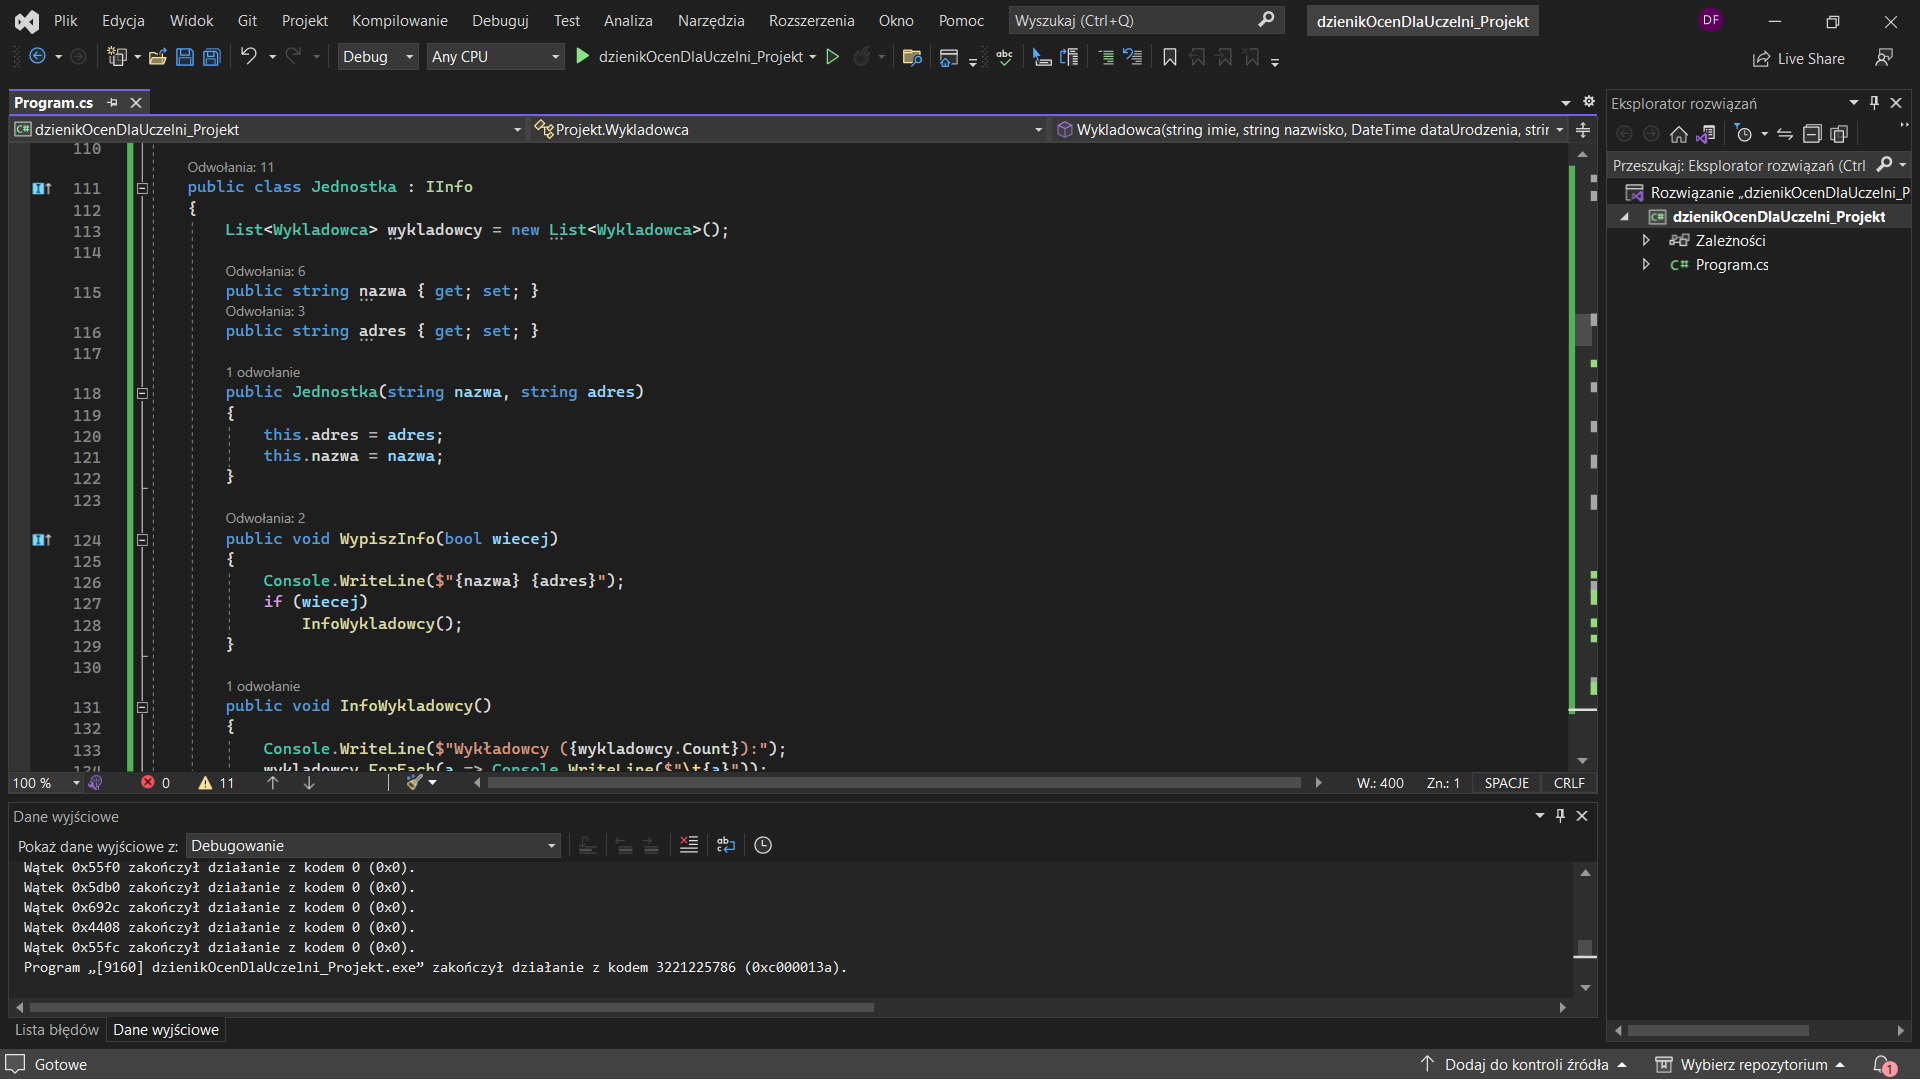 Plik Edycja Widok Git Projekt Kompilowanie Debuguj Test Analiza Narzędzia Rozszerzenia Okno Pomoc Wyszukaj (Ctrl+Q) dzienikOcenDlaUczelni_Projekt DF
Debug Any CPU dzienikOcenDlaUczelni_Projekt Live Share
Program.cs
dzienikOcenDlaUczelni_Projekt Projekt.Wykladowca Wykladowca(string imie, string nazwisko, DateTime dataUrodzenia, strir
110
Odwołania: 11
111 public class Jednostka : IInfo
112 {
113 List<Wykladowca> wykladowcy = new List<Wykladowca>();
114
Odwołania: 6
115 public string nazwa { get; set; }
Odwołania: 3
116 public string adres { get; set; }
117
1 odwołanie
118 public Jednostka(string nazwa, string adres)
119 {
120 this.adres = adres;
121 this.nazwa = nazwa;
122 }
123
Odwołania: 2
124 public void WypiszInfo(bool wiecej)
125 {
126 Console.WriteLine($"{nazwa} {adres}");
127 if (wiecej)
128 InfoWykladowcy();
129 }
130
1 odwołanie
131 public void InfoWykladowcy()
132 {
133 Console.WriteLine($"Wykładowcy ({wykladowcy.Count}):");
134 wykladowcy.ForEach(a => Console.WriteLine($"\t{a}"));
100 % 0 11 W.: 400 Zn.: 1 SPACJE CRLF
Dane wyjściowe
Pokaż dane wyjściowe z: Debugowanie
Wątek 0x55f0 zakończył działanie z kodem 0 (0x0).
Wątek 0x5db0 zakończył działanie z kodem 0 (0x0).
Wątek 0x692c zakończył działanie z kodem 0 (0x0).
Wątek 0x4408 zakończył działanie z kodem 0 (0x0).
Wątek 0x55fc zakończył działanie z kodem 0 (0x0).
Program „[9160] dzienikOcenDlaUczelni_Projekt.exe” zakończył działanie z kodem 3221225786 (0xc000013a).
Lista błędów Dane wyjściowe
Eksplorator rozwiązań
Przeszukaj: Eksplorator rozwiązań (Ctrl
Rozwiązanie „dzienikOcenDlaUczelni_P
dzienikOcenDlaUczelni_Projekt
Zależności
C# Program.cs
Gotowe Dodaj do kontroli źródła Wybierz repozytorium 1